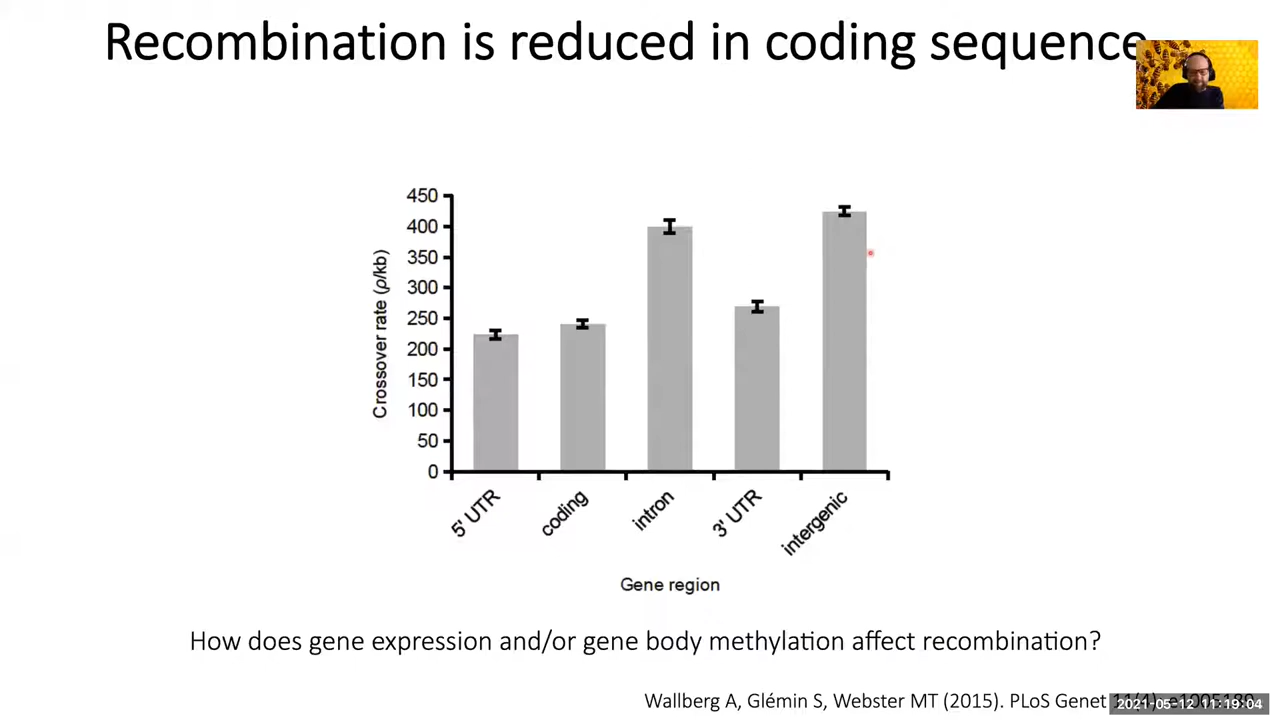 Recombination is reduced in coding sequence
450
400
350
300
250
200
150
100
50
0
Crossover rate (ρ/kb)
5' UTR
coding
intron
3' UTR
intergenic
Gene region
How does gene expression and/or gene body methylation affect recombination?
Wallberg A, Glémin S, Webster MT (2015). PLoS Genet
2021-05-12 11:19:04